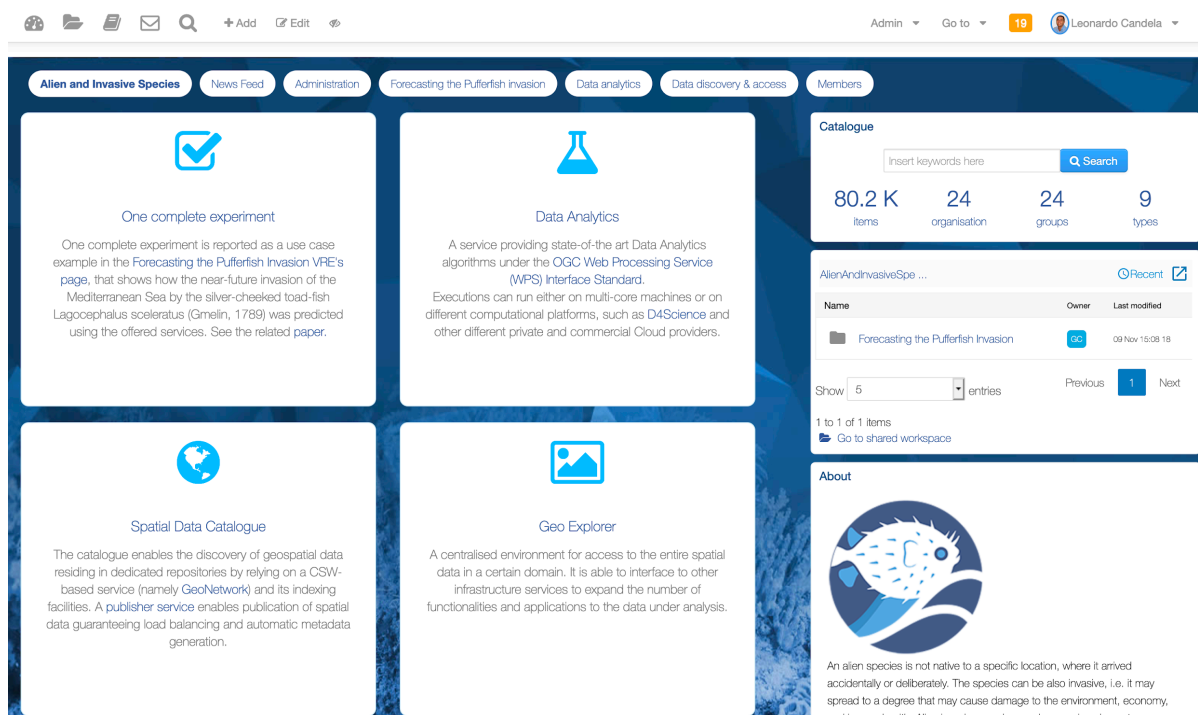 Add Edit Admin Go to 19 Leonardo Candela
Alien and Invasive Species News Feed Administration Forecasting the Pufferfish invasion Data analytics Data discovery & access Members
One complete experiment
One complete experiment is reported as a use case
example in the Forecasting the Pufferfish Invasion VRE's
page, that shows how the near-future invasion of the
Mediterranean Sea by the silver-cheeked toad-fish
Lagocephalus sceleratus (Gmelin, 1789) was predicted
using the offered services. See the related paper.
Data Analytics
A service providing state-of-the art Data Analytics
algorithms under the OGC Web Processing Service
(WPS) Interface Standard.
Executions can run either on multi-core machines or on
different computational platforms, such as D4Science and
other different private and commercial Cloud providers.
Spatial Data Catalogue
The catalogue enables the discovery of geospatial data
residing in dedicated repositories by relying on a CSW-
based service (namely GeoNetwork) and its indexing
facilities. A publisher service enables publication of spatial
data guaranteeing load balancing and automatic metadata
generation.
Geo Explorer
A centralised environment for access to the entire spatial
data in a certain domain. It is able to interface to other
infrastructure services to expand the number of
functionalities and applications to the data under analysis.
Catalogue
Insert keywords here Search
80.2 K 24 24 9
items organisation groups types
AlienAndInvasiveSpe ... Recent
Name Owner Last modified
Forecasting the Pufferfish Invasion GC 09 Nov 15:08 18
Show 5 entries Previous 1 Next
1 to 1 of 1 items
Go to shared workspace
About
An alien species is not native to a specific location, where it arrived
accidentally or deliberately. The species can be also invasive, i.e. it may
spread to a degree that may cause damage to the environment, economy,